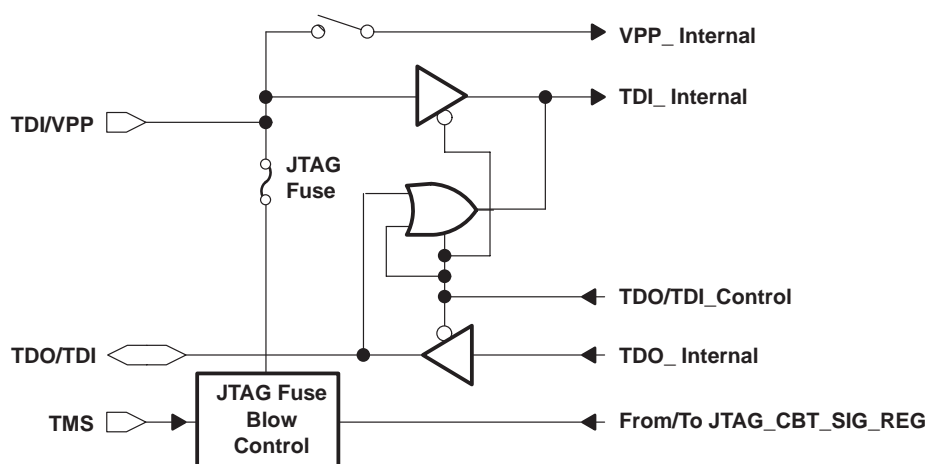 VPP_ Internal
TDI_ Internal
TDI/VPP
JTAG
Fuse
TDO/TDI_Control
TDO/TDI
TDO_ Internal
JTAG Fuse
Blow
Control
TMS
From/To JTAG_CBT_SIG_REG